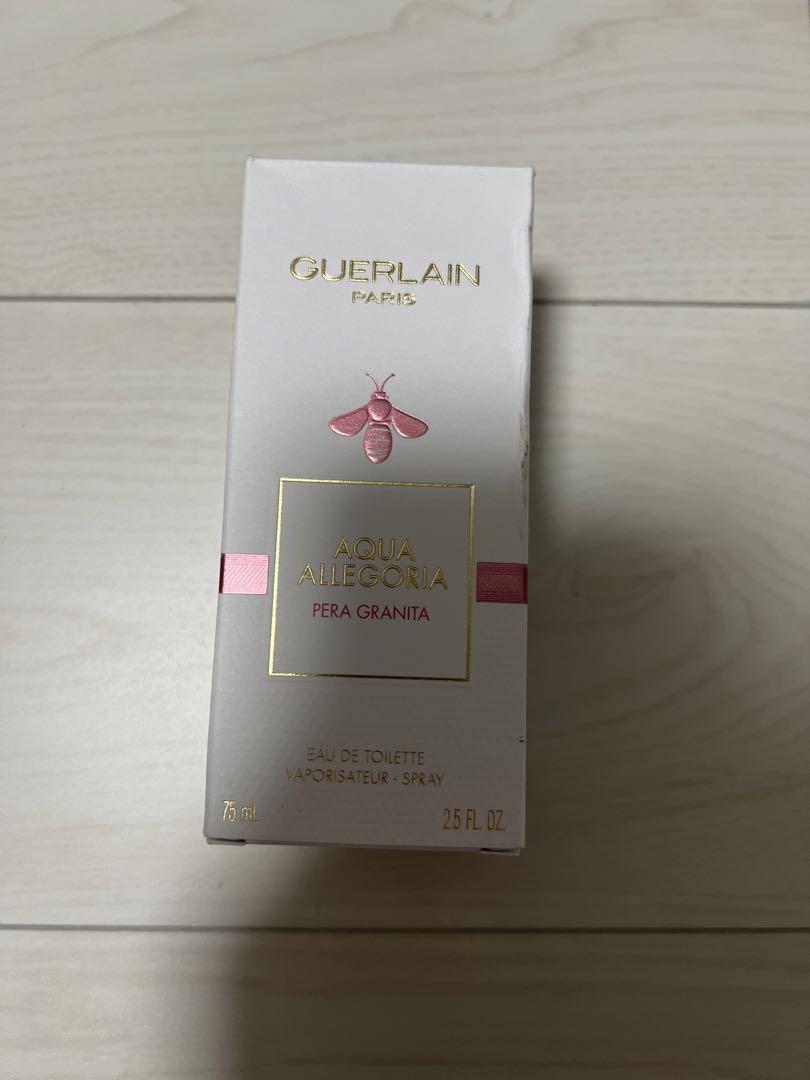 GUERLAIN
PARIS
AQUA
ALLEGORIA
PERA GRANITA
EAU DE TOILETTE
VAPORISATEUR - SPRAY
75 mL
2.5 FL. OZ.